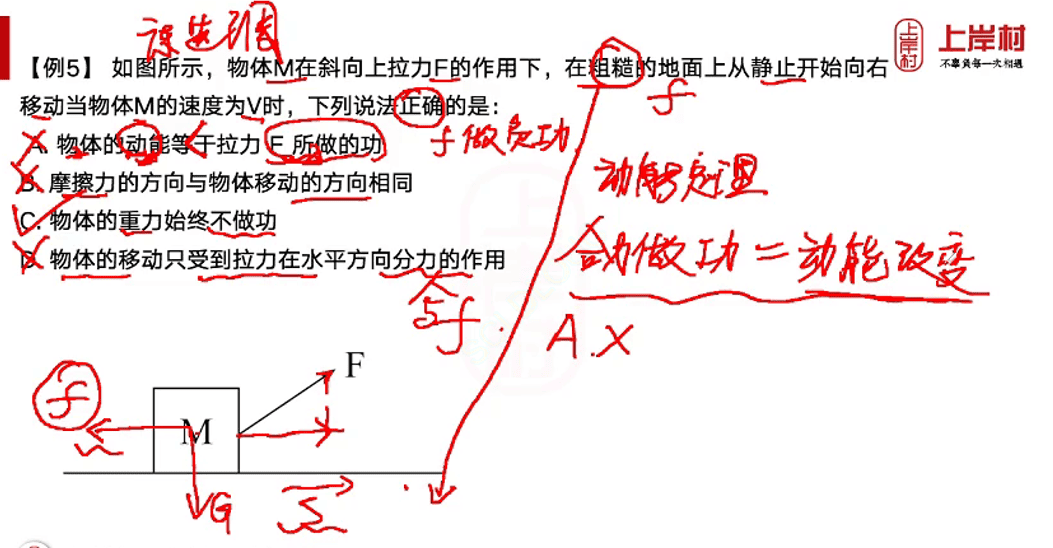 误选项
上岸村
不辜负每一次相遇
【例5】 如图所示，物体M在斜向上拉力F的作用下，在粗糙的地面上从静止开始向右
移动当物体M的速度为V时，下列说法正确的是：
f
A. 物体的动能等于拉力 F 所做的功
<
f 做负功
B. 摩擦力的方向与物体移动的方向相同
动能定理
C. 物体的重力始终不做功
D. 物体的移动只受到拉力在水平方向分力的作用
合力做功=动能改变
与f
A.X
F
f
M
G
S